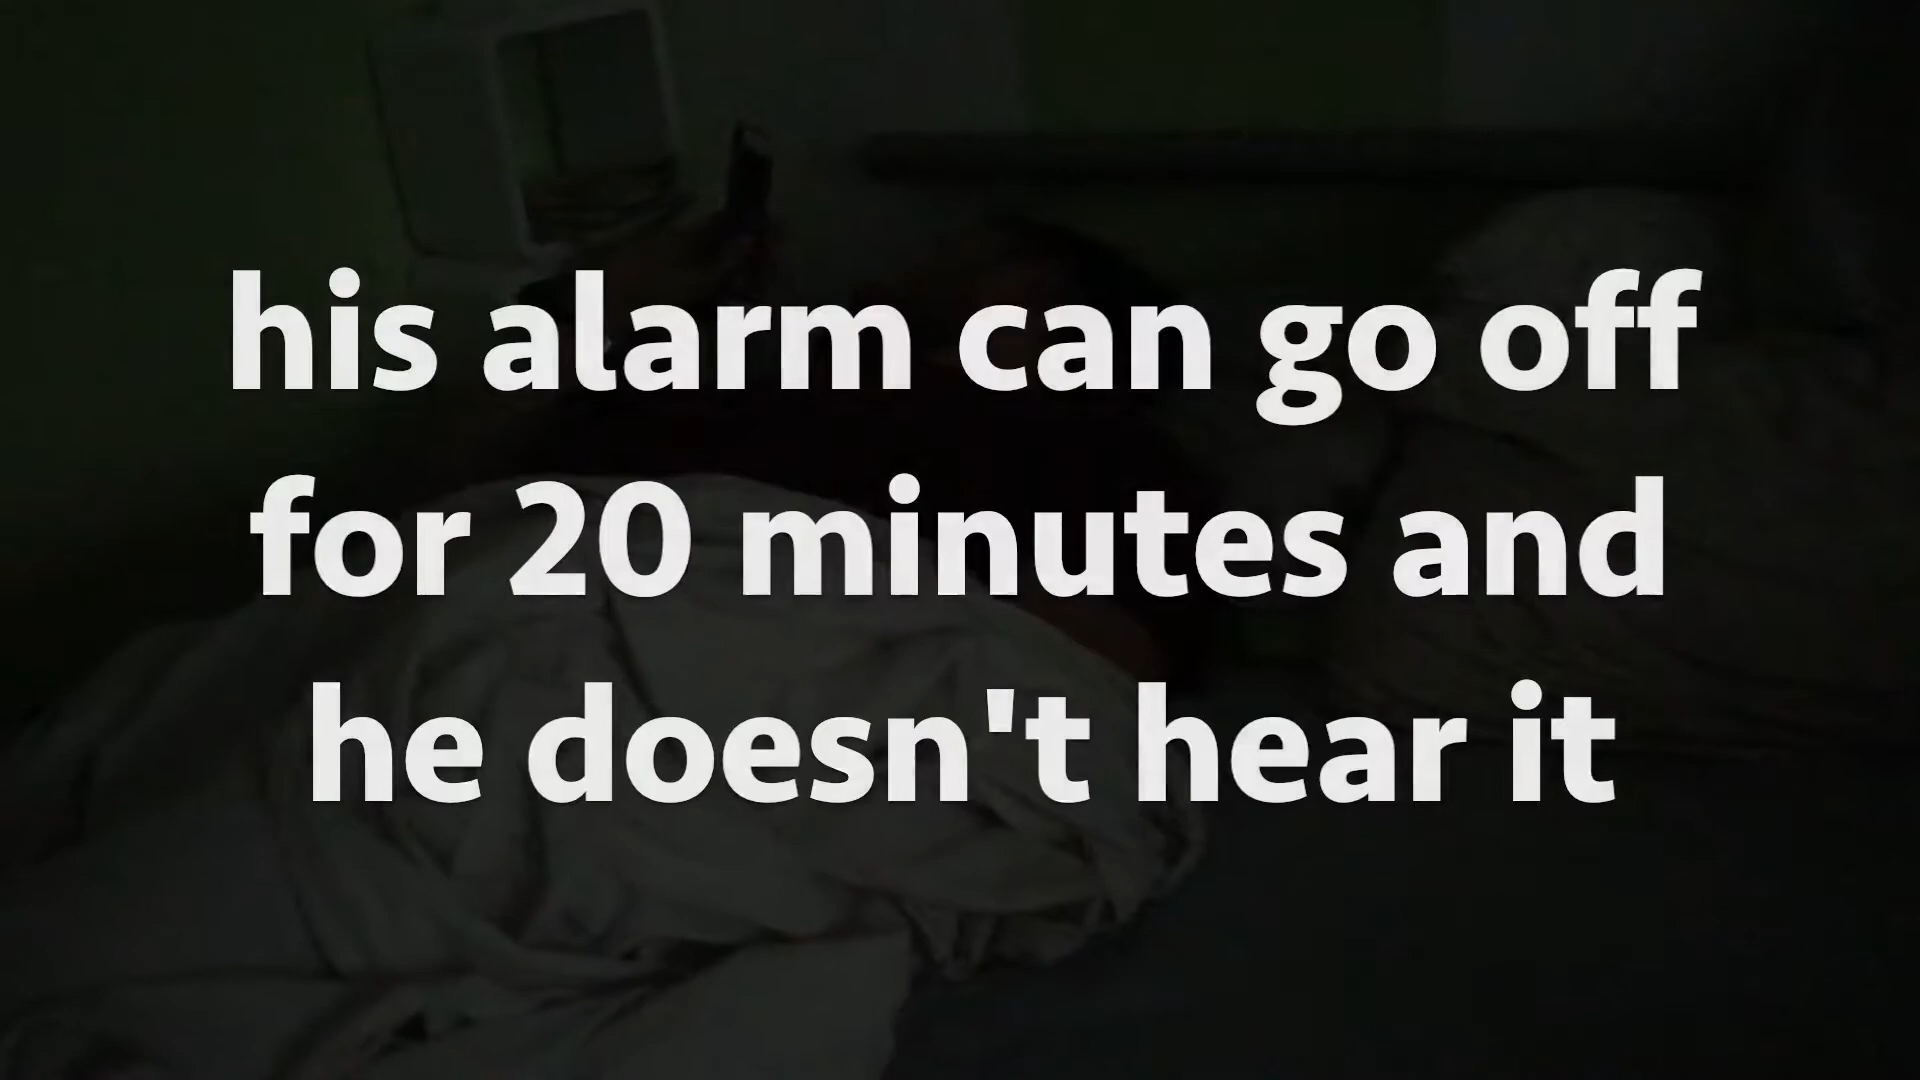 his alarm can go off
for 20 minutes and
he doesn't hear it